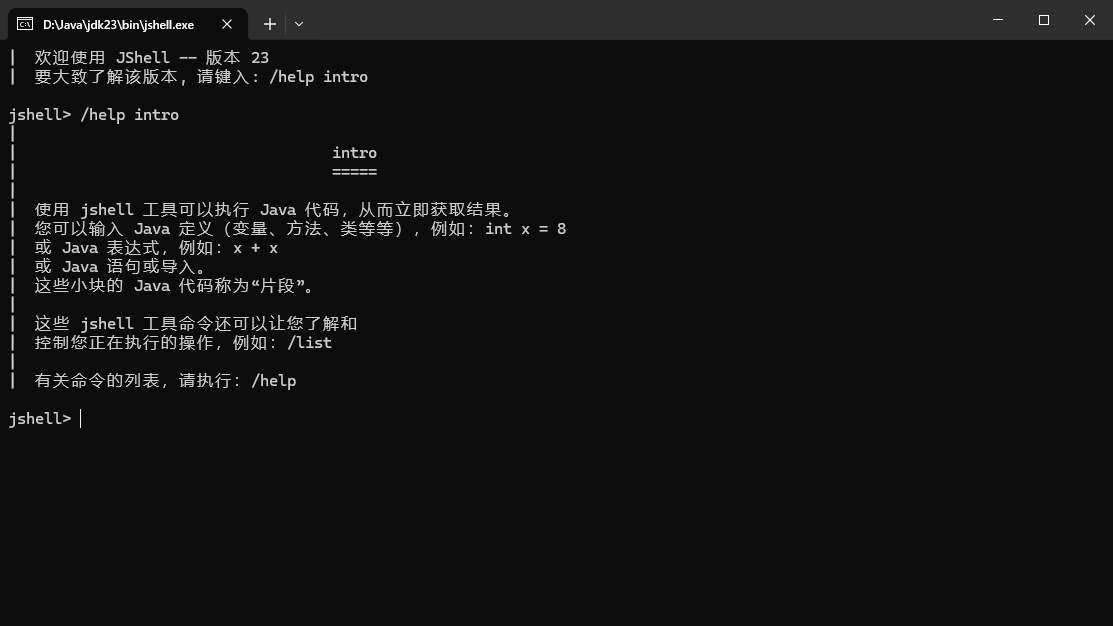 D:\Java\jdk23\bin\jshell.exe
| 欢迎使用 JShell -- 版本 23
| 要大致了解该版本, 请键入: /help intro
jshell> /help intro
|
| intro
| =====
|
| 使用 jshell 工具可以执行 Java 代码，从而立即获取结果。
| 您可以输入 Java 定义（变量、方法、类等等），例如：int x = 8
| 或 Java 表达式，例如：x + x
| 或 Java 语句或导入。
| 这些小块的 Java 代码称为“片段”。
|
| 这些 jshell 工具命令还可以让您了解和
| 控制您正在执行的操作，例如：/list
|
| 有关命令的列表，请执行：/help
jshell>